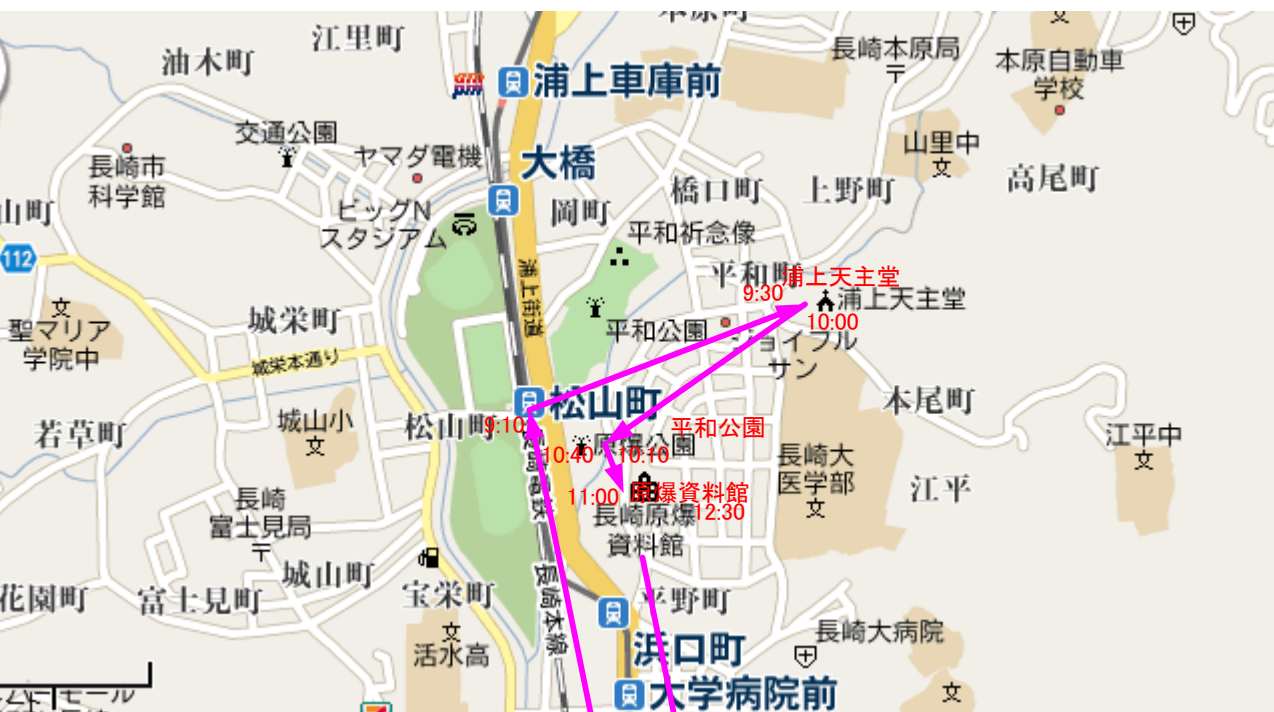 本原町
江里町
油木町
浦上車庫前
長崎本原局
本原自動車
学校
交通公園
ヤマダ電機
大橋
山里中
長崎市
科学館
橋口町
上野町
高尾町
山町
ビッグN
スタジアム
岡町
平和祈念像
112
浦上街道
平和町
浦上天主堂
9:30
浦上天主堂
10:00
聖マリア
学院中
城栄町
平和公園
ジョイフル
サン
城栄本通り
松山町
本尾町
若草町
城山小
松山町
9:10
原爆公園
平和公園
10:40
10:10
江平中
長崎大
医学部
江平
長崎
富士見局
長崎電鉄
11:00
原爆資料館
12:30
長崎原爆
資料館
城山町
宝栄町
花園町
富士見町
長崎本線
平野町
活水高
浜口町
長崎大病院
大学病院前